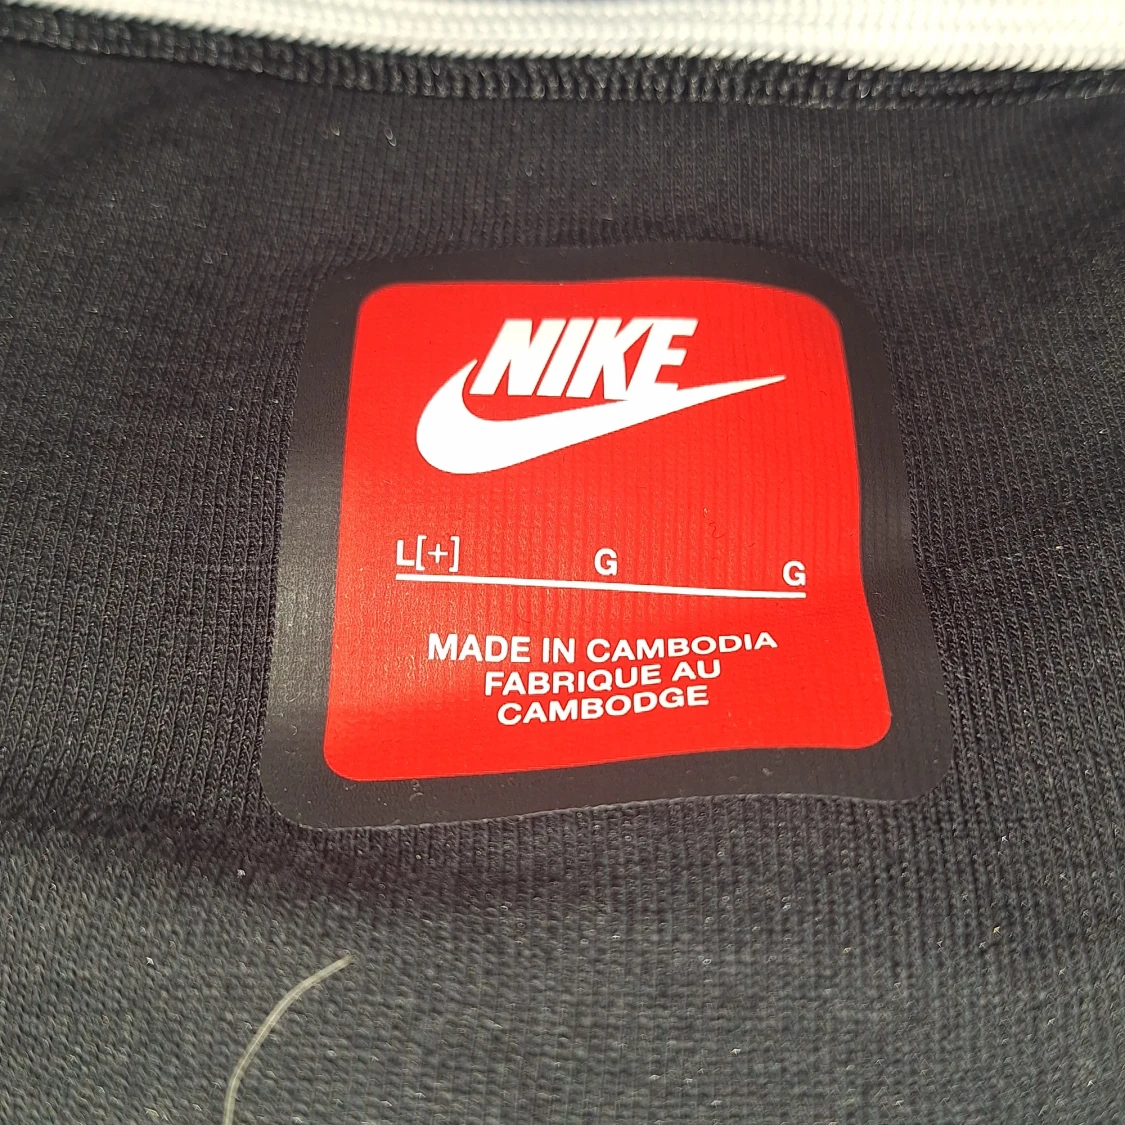 NIKE
L[+] G G
MADE IN CAMBODIA
FABRIQUE AU
CAMBODGE